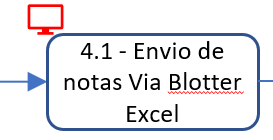 4.1 - Envio de
notas Via Blotter
Excel